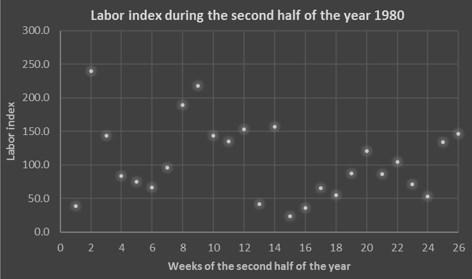 Labor index during the second half of the year 1980
300.0
250.0
200.0
150.0
100.0
50.0
0.0
Labor index
0 2 4 6 8 10 12 14 16 18 20 22 24 26
Weeks of the second half of the year